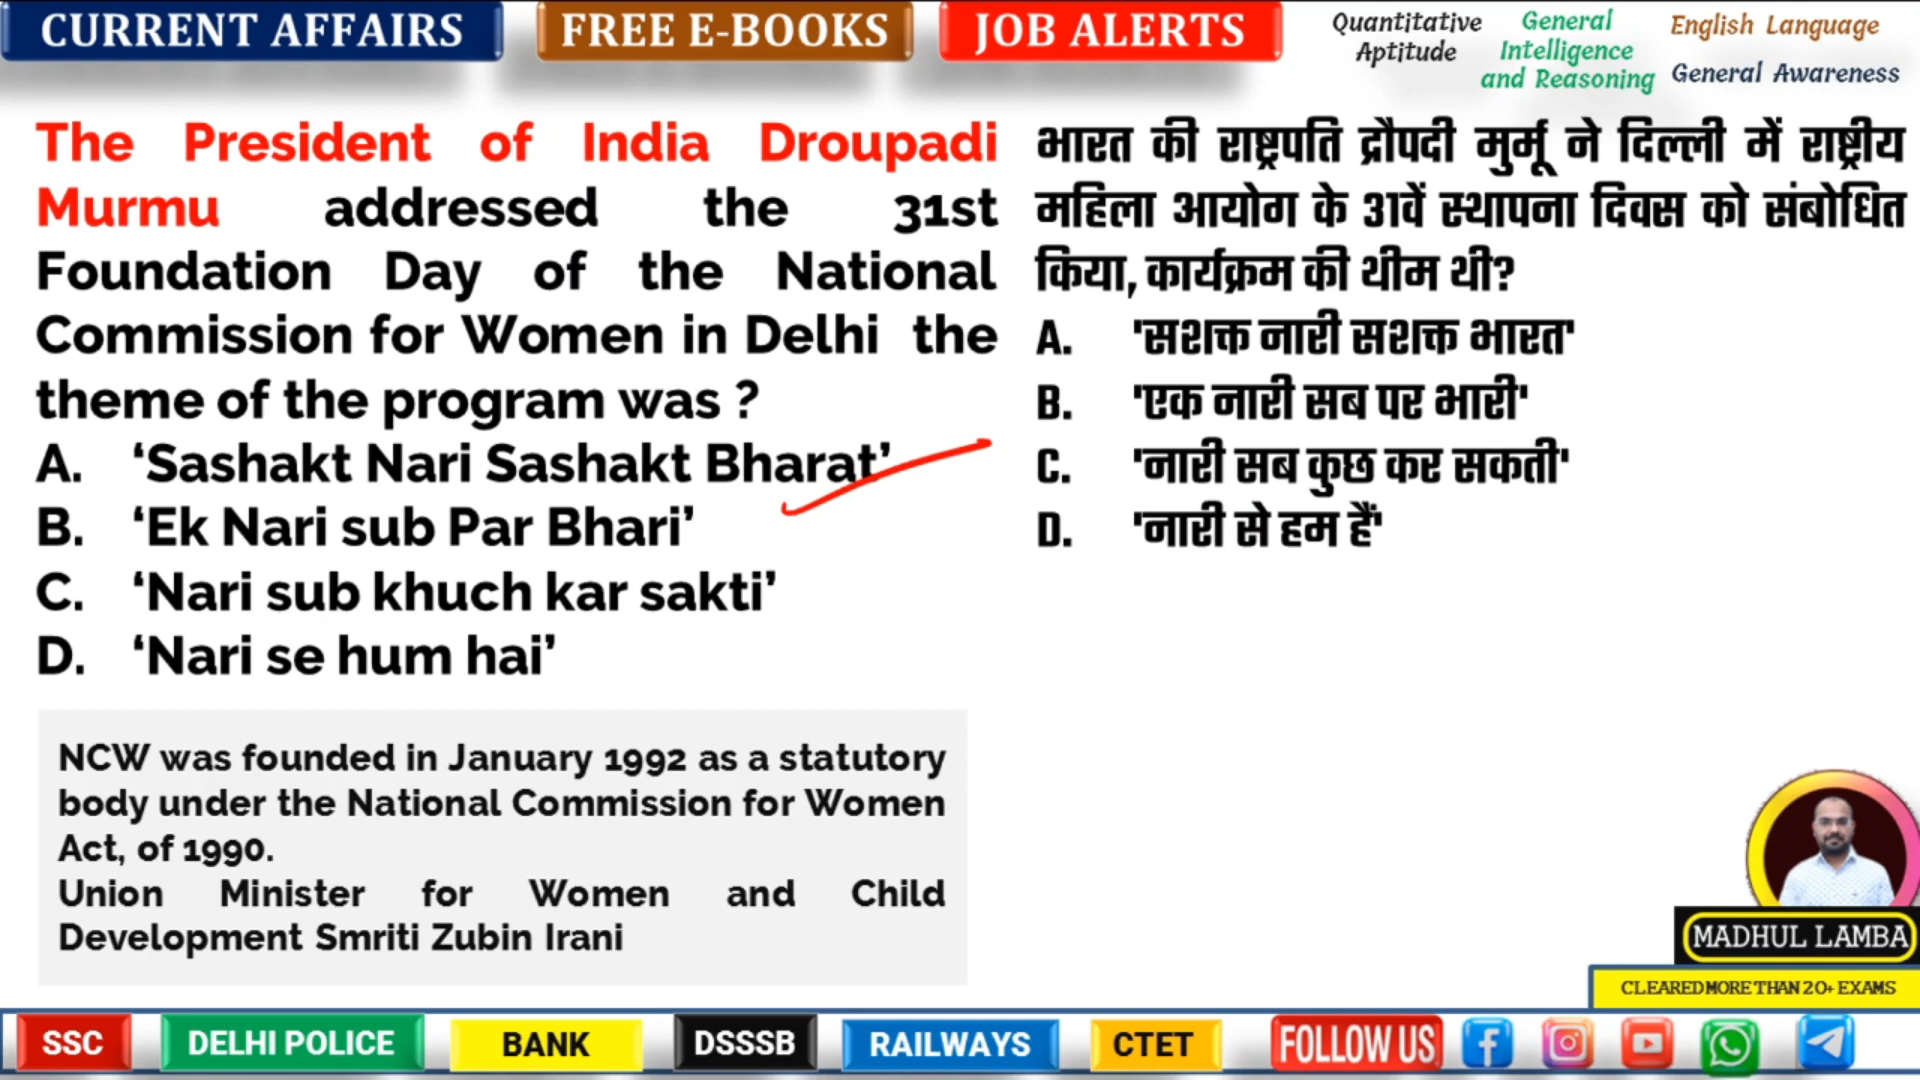 CURRENT AFFAIRS
FREE E-BOOKS
JOB ALERTS
Quantitative
Aptitude
General
Intelligence
and Reasoning
English Language
General Awareness
The President of India Droupadi
Murmu addressed the 31st
Foundation Day of the National
Commission for Women in Delhi the
theme of the program was ?
A. ‘Sashakt Nari Sashakt Bharat’
B. ‘Ek Nari sub Par Bhari’
C. ‘Nari sub khuch kar sakti’
D. ‘Nari se hum hai’
भारत की राष्ट्रपति द्रौपदी मुर्मू ने दिल्ली में राष्ट्रीय
महिला आयोग के 31वें स्थापना दिवस को संबोधित
किया, कार्यक्रम की थीम थी?
A. 'सशक्त नारी सशक्त भारत'
B. 'एक नारी सब पर भारी'
C. 'नारी सब कुछ कर सकती'
D. 'नारी से हम हैं'
NCW was founded in January 1992 as a statutory
body under the National Commission for Women
Act, of 1990.
Union Minister for Women and Child
Development Smriti Zubin Irani
MADHUL LAMBA
CLEARED MORE THAN 20+ EXAMS
SSC
DELHI POLICE
BANK
DSSSB
RAILWAYS
CTET
FOLLOW US